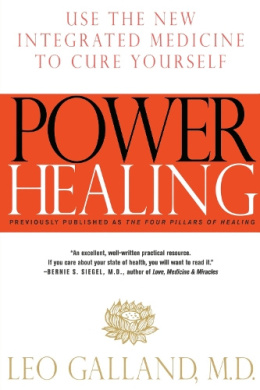 USE THE NEW
INTEGRATED MEDICINE
TO CURE YOURSELF
POWER
HEALING
PREVIOUSLY PUBLISHED AS THE FOUR PILLARS OF HEALING
"An excellent, well-written practical resource.
If you care about your state of health, you will want to read it."
–BERNIE S. SIEGEL, M.D., author of Love, Medicine & Miracles
LEO GALLAND, M.D.